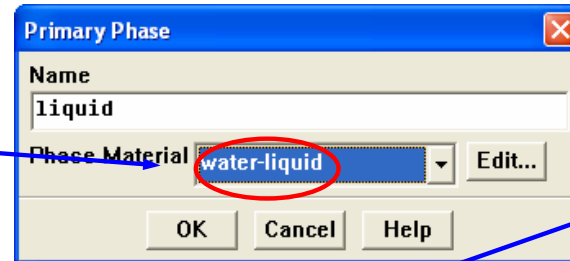 Primary Phase
Name
liquid
Phase Material water-liquid Edit...
OK Cancel Help